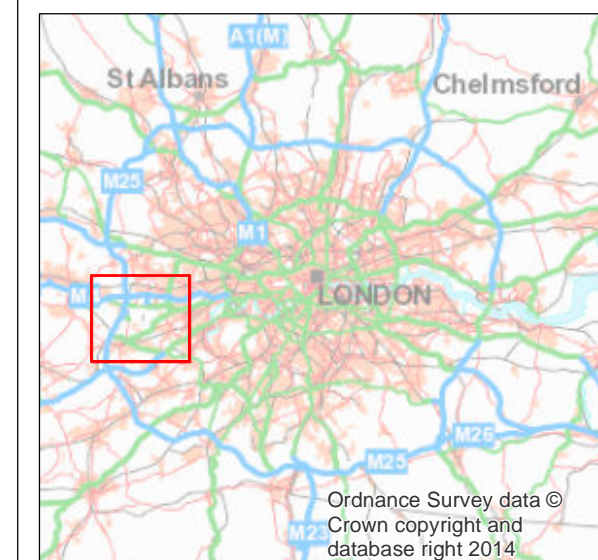 A1(M)
St Albans
Chelmsford
M25
M1
LONDON
M26
M25
Ordnance Survey data ©
Crown copyright and
database right 2014
M23